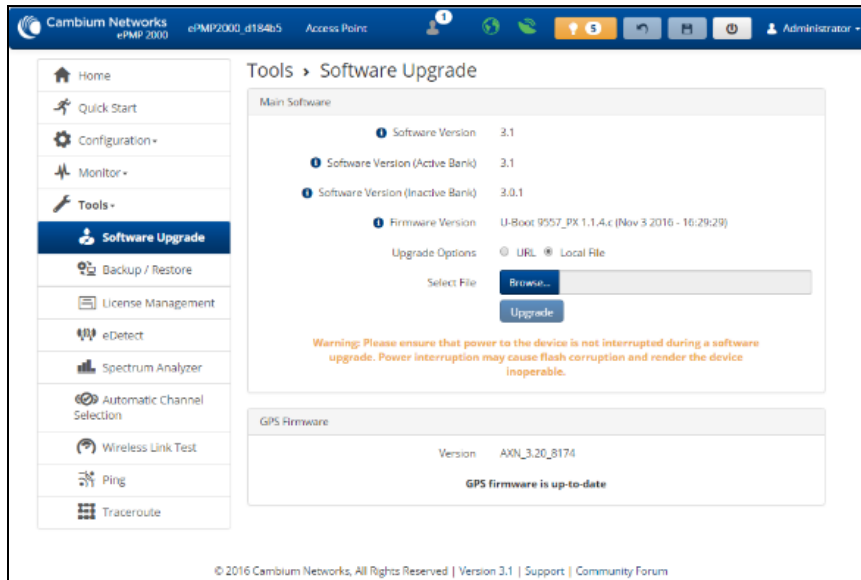 Cambium Networks
ePMP 2000
ePMP2000_d184b5
Access Point
1
5
Administrator
Home
Quick Start
Configuration
Monitor
Tools
Software Upgrade
Backup / Restore
License Management
eDetect
Spectrum Analyzer
Automatic Channel
Selection
Wireless Link Test
Ping
Traceroute
Tools › Software Upgrade
Main Software
Software Version 3.1
Software Version (Active Bank) 3.1
Software Version (Inactive Bank) 3.0.1
Firmware Version U-Boot 9557_PX 1.1.4.c (Nov 3 2016 - 16:29:29)
Upgrade Options URL Local File
Select File Browse...
Upgrade
Warning: Please ensure that power to the device is not interrupted during a software
upgrade. Power interruption may cause flash corruption and render the device
inoperable.
GPS Firmware
Version AXN_3.20_8174
GPS firmware is up-to-date
© 2016 Cambium Networks, All Rights Reserved | Version 3.1 | Support | Community Forum